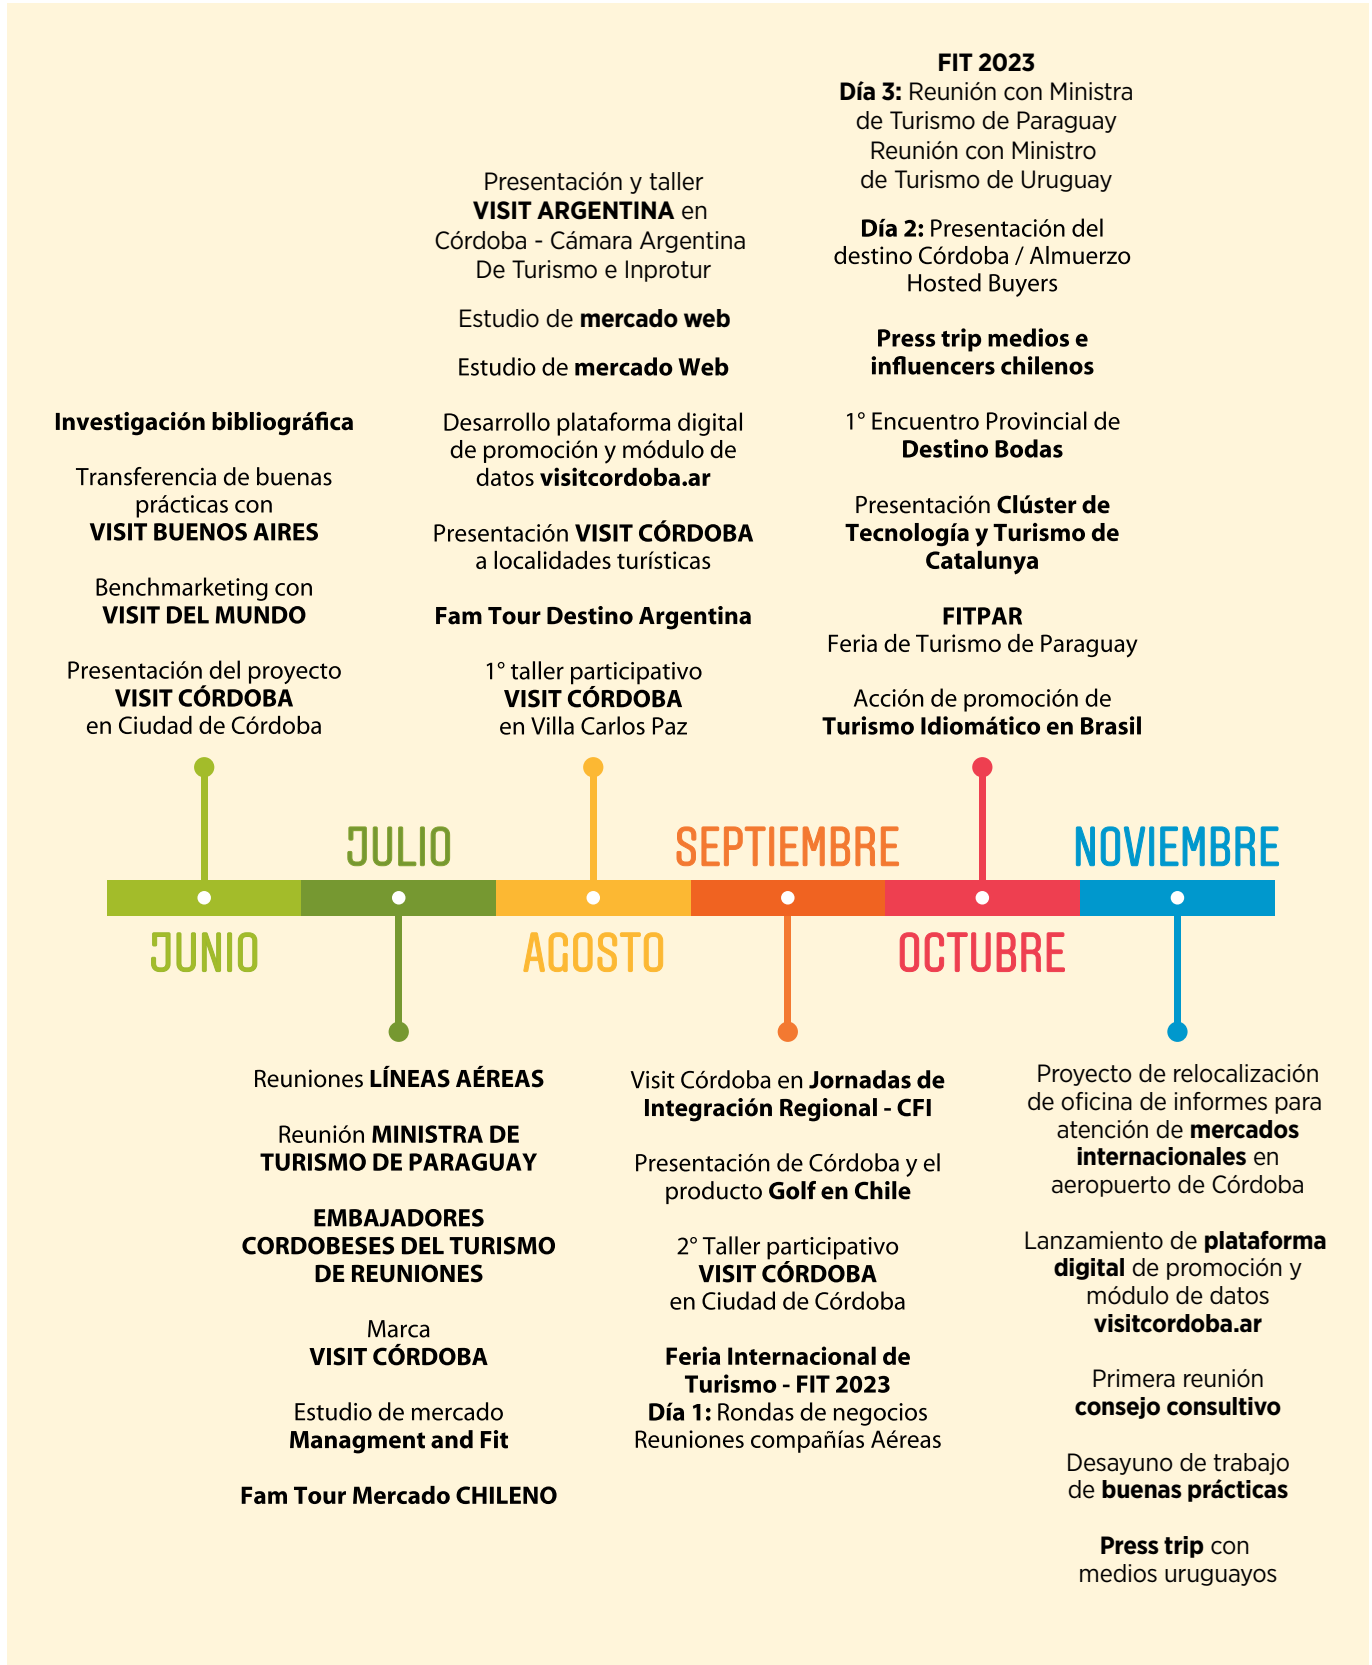 Investigación bibliográfica
Transferencia de buenas
prácticas con
VISIT BUENOS AIRES
Benchmarketing con
VISIT DEL MUNDO
Presentación del proyecto
VISIT CÓRDOBA
en Ciudad de Córdoba
JUNIO
JULIO
Reuniones LÍNEAS AÉREAS
Reunión MINISTRA DE
TURISMO DE PARAGUAY
EMBAJADORES
CORDOBESES DEL TURISMO
DE REUNIONES
Marca
VISIT CÓRDOBA
Estudio de mercado
Managment and Fit
Fam Tour Mercado CHILENO
Presentación y taller
VISIT ARGENTINA en
Córdoba - Cámara Argentina
De Turismo e Inprotur
Estudio de mercado web
Estudio de mercado Web
Desarrollo plataforma digital
de promoción y módulo de
datos visitcordoba.ar
Presentación VISIT CÓRDOBA
a localidades turísticas
Fam Tour Destino Argentina
1° taller participativo
VISIT CÓRDOBA
en Villa Carlos Paz
AGOSTO
SEPTIEMBRE
Visit Córdoba en Jornadas de
Integración Regional - CFI
Presentación de Córdoba y el
producto Golf en Chile
2° Taller participativo
VISIT CÓRDOBA
en Ciudad de Córdoba
Feria Internacional de
Turismo - FIT 2023
Día 1: Rondas de negocios
Reuniones compañías Aéreas
FIT 2023
Día 3: Reunión con Ministra
de Turismo de Paraguay
Reunión con Ministro
de Turismo de Uruguay
Día 2: Presentación del
destino Córdoba / Almuerzo
Hosted Buyers
Press trip medios e
influencers chilenos
1° Encuentro Provincial de
Destino Bodas
Presentación Clúster de
Tecnología y Turismo de
Catalunya
FITPAR
Feria de Turismo de Paraguay
Acción de promoción de
Turismo Idiomático en Brasil
OCTUBRE
NOVIEMBRE
Proyecto de relocalización
de oficina de informes para
atención de mercados
internacionales en
aeropuerto de Córdoba
Lanzamiento de plataforma
digital de promoción y
módulo de datos
visitcordoba.ar
Primera reunión
consejo consultivo
Desayuno de trabajo
de buenas prácticas
Press trip con
medios uruguayos